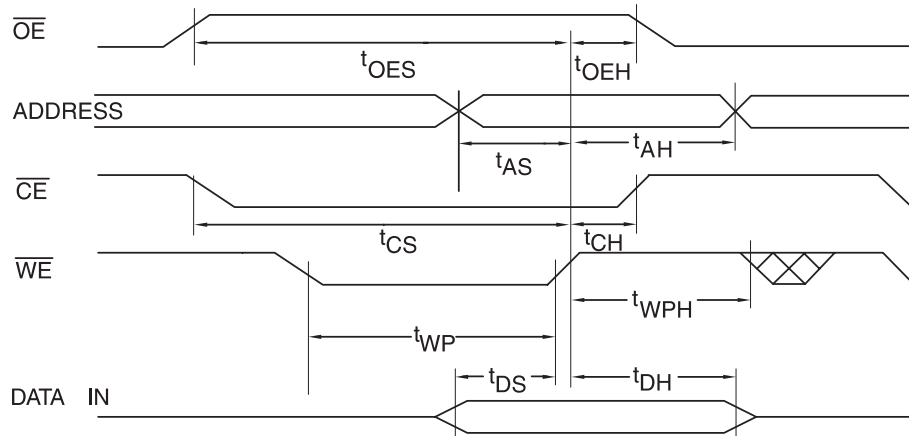 OE
tOES
tOEH
ADDRESS
tAS
tAH
CE
tCS
tCH
WE
tWPH
tWP
tDS
tDH
DATA IN